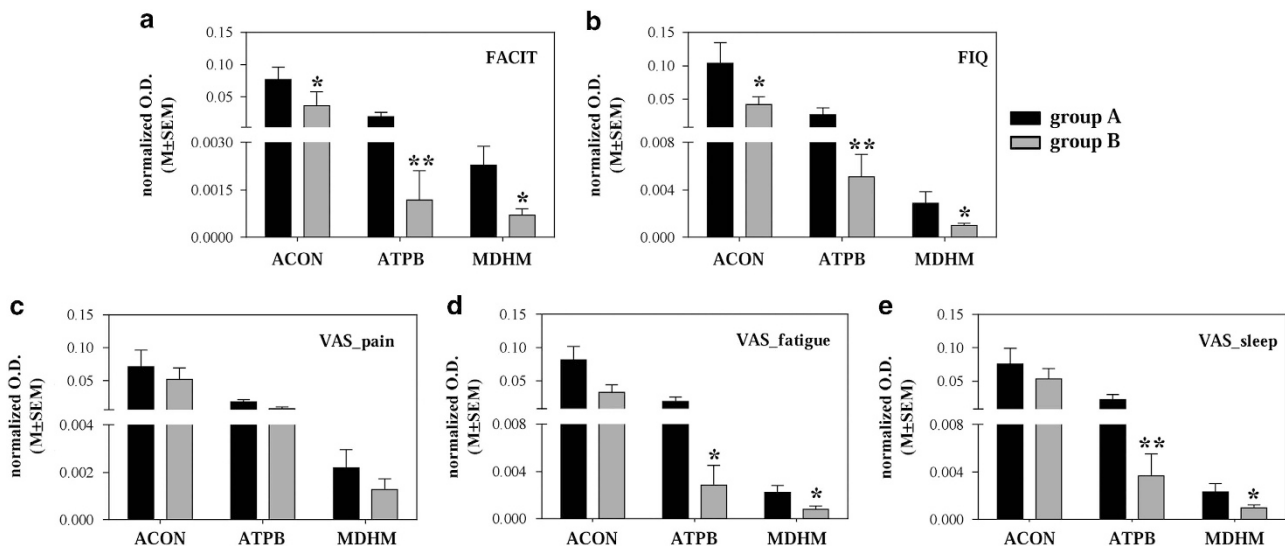 a
FACIT
normalized O.D.
(M±SEM)
0.15
0.10
0.05
0.0030
0.0015
0.0000
*
**
*
ACON ATPB MDHM
b
FIQ
normalized O.D.
(M±SEM)
0.15
0.10
0.05
0.008
0.004
0.000
*
**
*
ACON ATPB MDHM
group A
group B
c
VAS_pain
normalized O.D.
(M±SEM)
0.15
0.10
0.05
0.004
0.002
0.000
ACON ATPB MDHM
d
VAS_fatigue
normalized O.D.
(M±SEM)
0.15
0.10
0.05
0.008
0.004
0.000
*
*
ACON ATPB MDHM
e
VAS_sleep
normalized O.D.
(M±SEM)
0.15
0.10
0.05
0.008
0.004
0.000
**
*
ACON ATPB MDHM